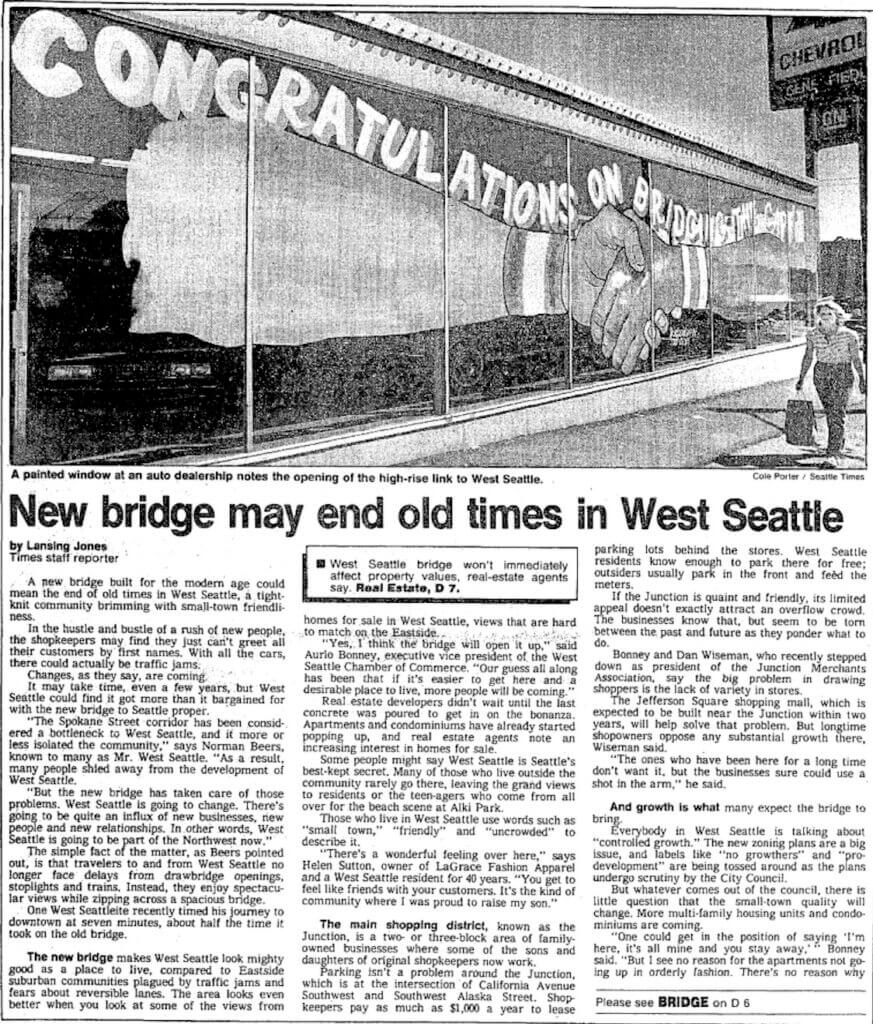 CONGRATULATIONS ON BRIDGING THE
CHEVROL
GENE FIED
GM
A painted window at an auto dealership notes the opening of the high-rise link to West Seattle.
Cole Porter / Seattle Times
New bridge may end old times in West Seattle
by Lansing Jones
Times staff reporter
A new bridge built for the modern age could
mean the end of old times in West Seattle, a tight-
knit community brimming with small-town friendli-
ness.
In the hustle and bustle of a rush of new people,
the shopkeepers may find they just can't greet all
their customers by first names. With all the cars,
there could actually be traffic jams.
Changes, as they say, are coming.
It may take time, even a few years, but West
Seattle could find it got more than it bargained for
with the new bridge to Seattle proper.
"The Spokane Street corridor has been consid-
ered a bottleneck to West Seattle, and it more or
less isolated the community," says Norman Beers,
known to many as Mr. West Seattle. "As a result,
many people shied away from the development of
West Seattle.
"But the new bridge has taken care of those
problems. West Seattle is going to change. There's
going to be quite an influx of new businesses, new
people and new relationships. In other words, West
Seattle is going to be part of the Northwest now."
The simple fact of the matter, as Beers pointed
out, is that travelers to and from West Seattle no
longer face delays from drawbridge openings,
stoplights and trains. Instead, they enjoy spectacu-
lar views while zipping across a spacious bridge.
One West Seattleite recently timed his journey to
downtown at seven minutes, about half the time it
took on the old bridge.
The new bridge makes West Seattle look mighty
good as a place to live, compared to Eastside
suburban communities plagued by traffic jams and
fears about reversible lanes. The area looks even
better when you look at some of the views from
West Seattle bridge won't immediately
affect property values, real-estate agents
say. Real Estate, D 7.
homes for sale in West Seattle, views that are hard
to match on the Eastside.
"Yes, I think the bridge will open it up," said
Aurlo Bonney, executive vice president of the West
Seattle Chamber of Commerce. "Our guess all along
has been that if it's easier to get here and a
desirable place to live, more people will be coming."
Real estate developers didn't wait until the last
concrete was poured to get in on the bonanza.
Apartments and condominiums have already started
popping up, and real estate agents note an
increasing interest in homes for sale.
Some people might say West Seattle is Seattle's
best-kept secret. Many of those who live outside the
community rarely go there, leaving the grand views
to residents or the teen-agers who come from all
over for the beach scene at Alki Park.
Those who live in West Seattle use words such as
"small town," "friendly" and "uncrowded" to
describe it.
"There's a wonderful feeling over here," says
Helen Sutton, owner of LaGrace Fashion Apparel
and a West Seattle resident for 40 years. "You get to
feel like friends with your customers. It's the kind of
community where I was proud to raise my son."
The main shopping district, known as the
Junction, is a two- or three-block area of family-
owned businesses where some of the sons and
daughters of original shopkeepers now work.
Parking isn't a problem around the Junction,
which is at the intersection of California Avenue
Southwest and Southwest Alaska Street. Shop-
keepers pay as much as $1,000 a year to lease
parking lots behind the stores. West Seattle
residents know enough to park there for free;
outsiders usually park in the front and feed the
meters.
If the Junction is quaint and friendly, its limited
appeal doesn't exactly attract an overflow crowd.
The businesses know that, but seem to be torn
between the past and future as they ponder what to
do.
Bonney and Dan Wiseman, who recently stepped
down as president of the Junction Merchants
Association, say the big problem in drawing
shoppers is the lack of variety in stores.
The Jefferson Square shopping mall, which is
expected to be built near the Junction within two
years, will help solve that problem. But longtime
shopowners oppose any substantial growth there,
Wiseman said.
"The ones who have been here for a long time
don't want it, but the businesses sure could use a
shot in the arm," he said.
And growth is what many expect the bridge to
bring.
Everybody in West Seattle is talking about
"controlled growth." The new zoning plans are a big
issue, and labels like "no growthers" and "pro-
development" are being tossed around as the plans
undergo scrutiny by the City Council.
But whatever comes out of the council, there is
little question that the small-town quality will
change. More multi-family housing units and condo-
miniums are coming.
"One could get in the position of saying 'I'm
here, it's all mine and you stay away,' " Bonney
said. "But I see no reason for the apartments not go-
ing up in orderly fashion. There's no reason why
Please see BRIDGE on D 6